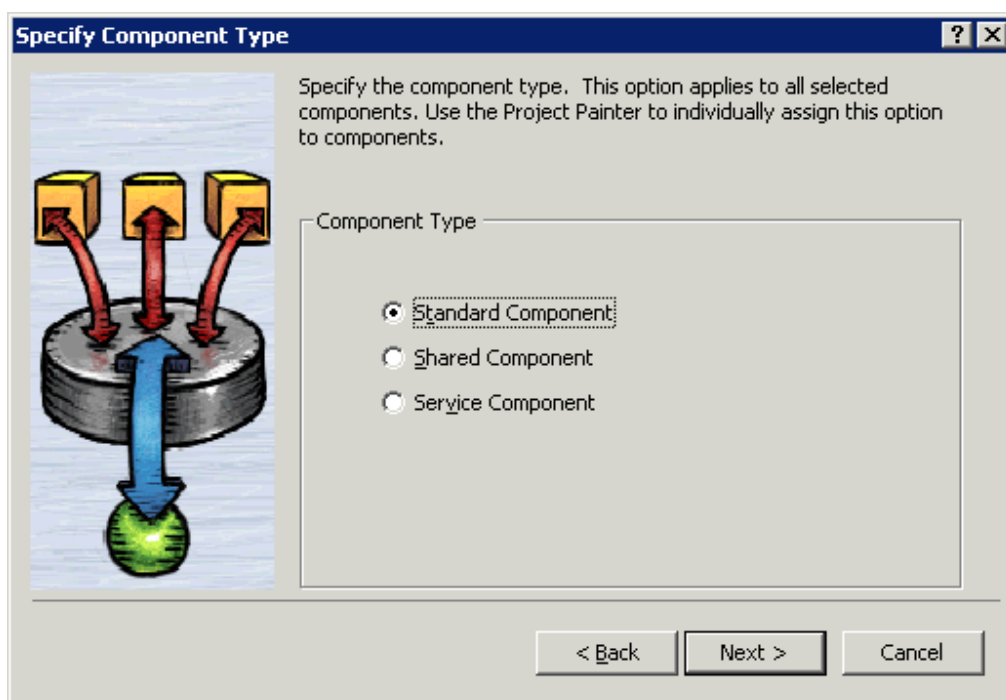 Specify Component Type
Specify the component type.  This option applies to all selected
components. Use the Project Painter to individually assign this option
to components.
Component Type
Standard Component
Shared Component
Service Component
< Back
Next >
Cancel